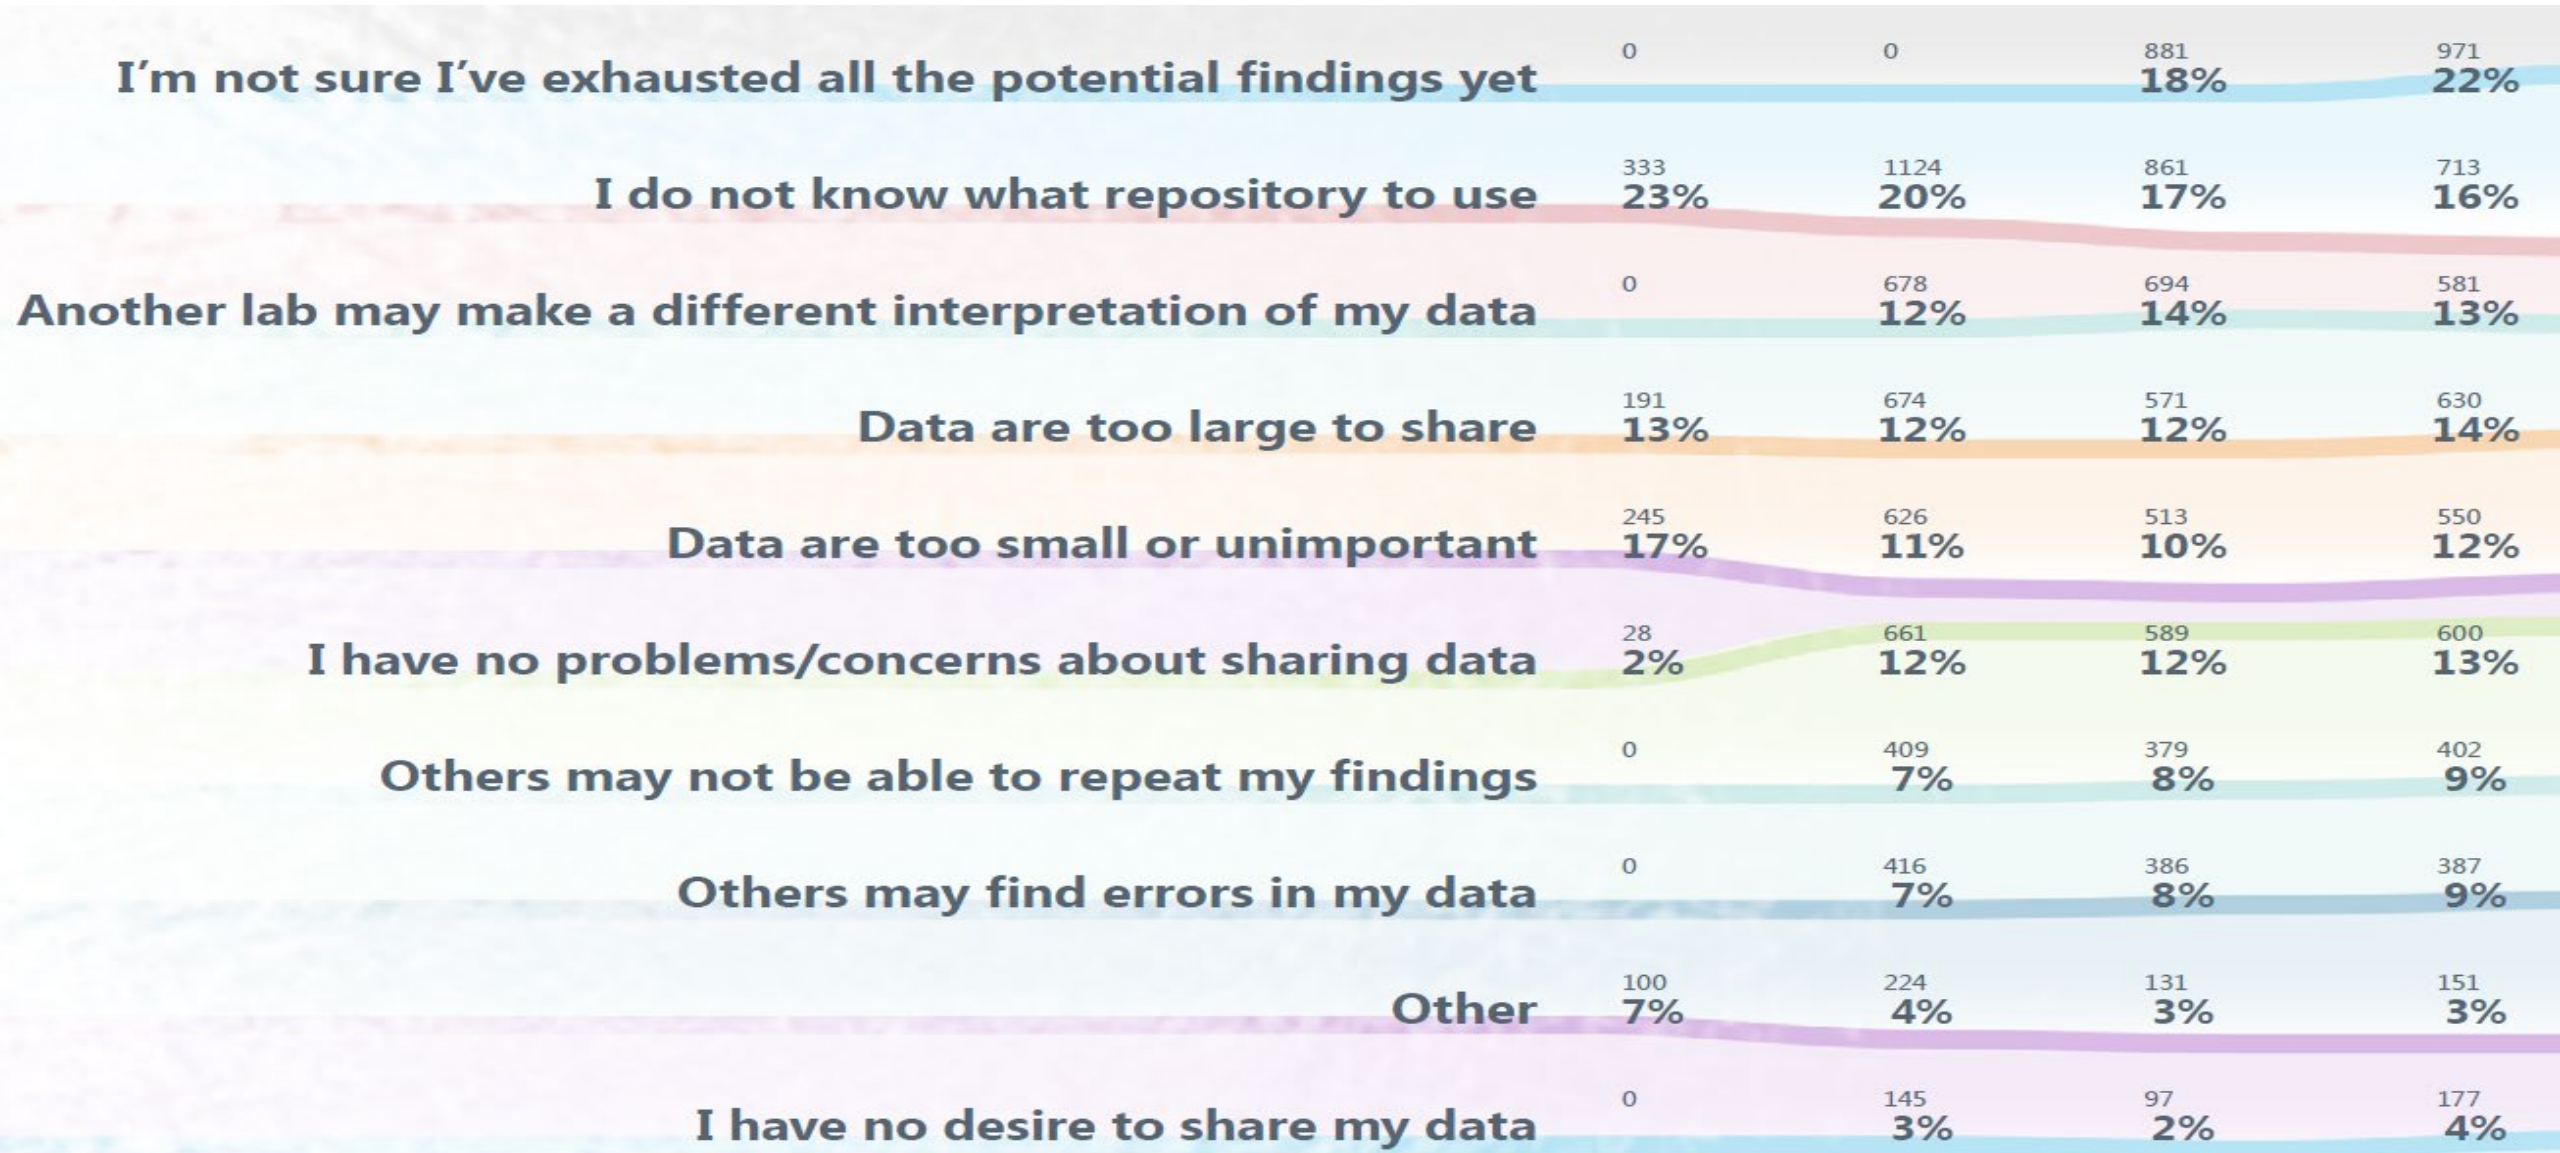 0 0 881 971
I’m not sure I’ve exhausted all the potential findings yet 18% 22%
333 1124 861 713
I do not know what repository to use 23% 20% 17% 16%
0 678 694 581
Another lab may make a different interpretation of my data 12% 14% 13%
191 674 571 630
Data are too large to share 13% 12% 12% 14%
245 626 513 550
Data are too small or unimportant 17% 11% 10% 12%
28 661 589 600
I have no problems/concerns about sharing data 2% 12% 12% 13%
0 409 379 402
Others may not be able to repeat my findings 7% 8% 9%
0 416 386 387
Others may find errors in my data 7% 8% 9%
100 224 131 151
Other 7% 4% 3% 3%
0 145 97 177
I have no desire to share my data 3% 2% 4%